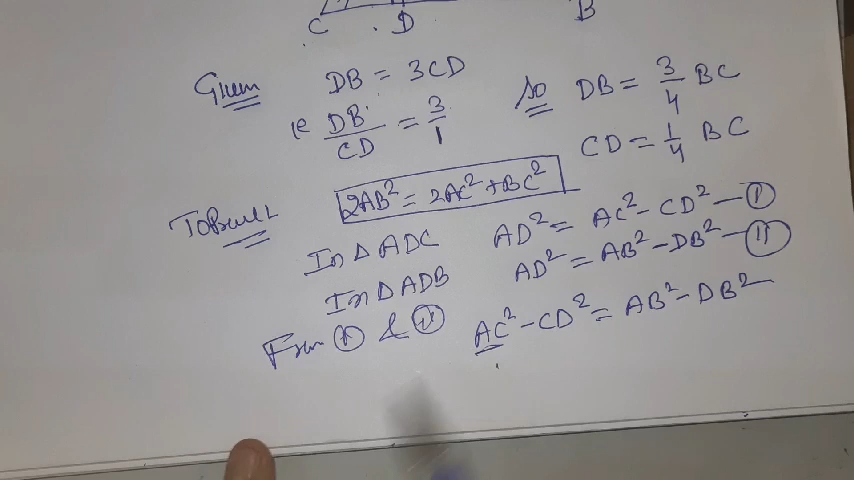 C D B
Given DB = 3CD
ie DB/CD = 3/1 so DB = 3/4 BC
CD = 1/4 BC
To Prove 2AB² = 2AC² + BC²
In Δ ADC AD² = AC² - CD² - I
In Δ ADB AD² = AB² - DB² - II
From I & II AC² - CD² = AB² - DB²